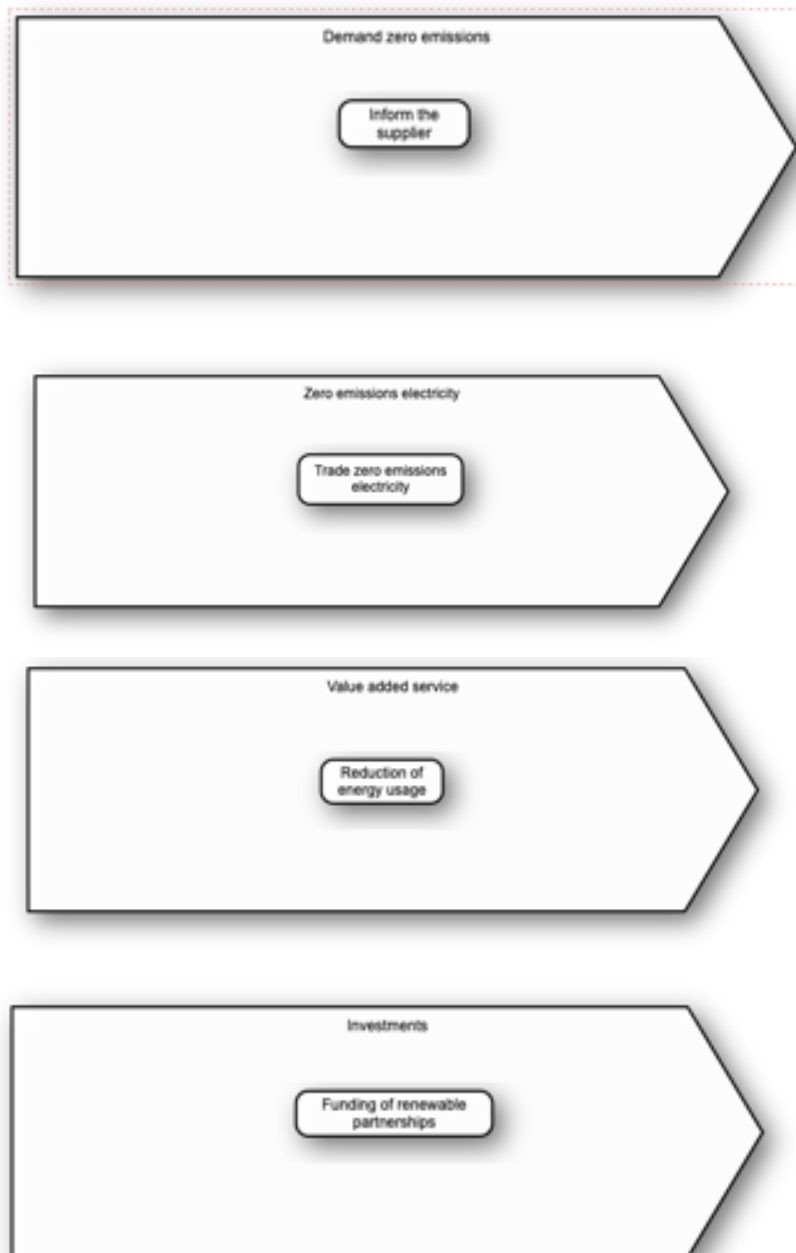 Demand zero emissions
Inform the
supplier
Zero emissions electricity
Trade zero emissions
electricity
Value added service
Reduction of
energy usage
Investments
Funding of renewable
partnerships